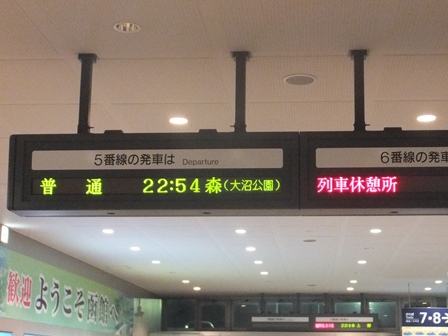 5番線の発車は Departure
普通 22:54 森(大沼公園)
6番線の発車
列車休憩所
歓迎 ようこそ函館へ
7・8